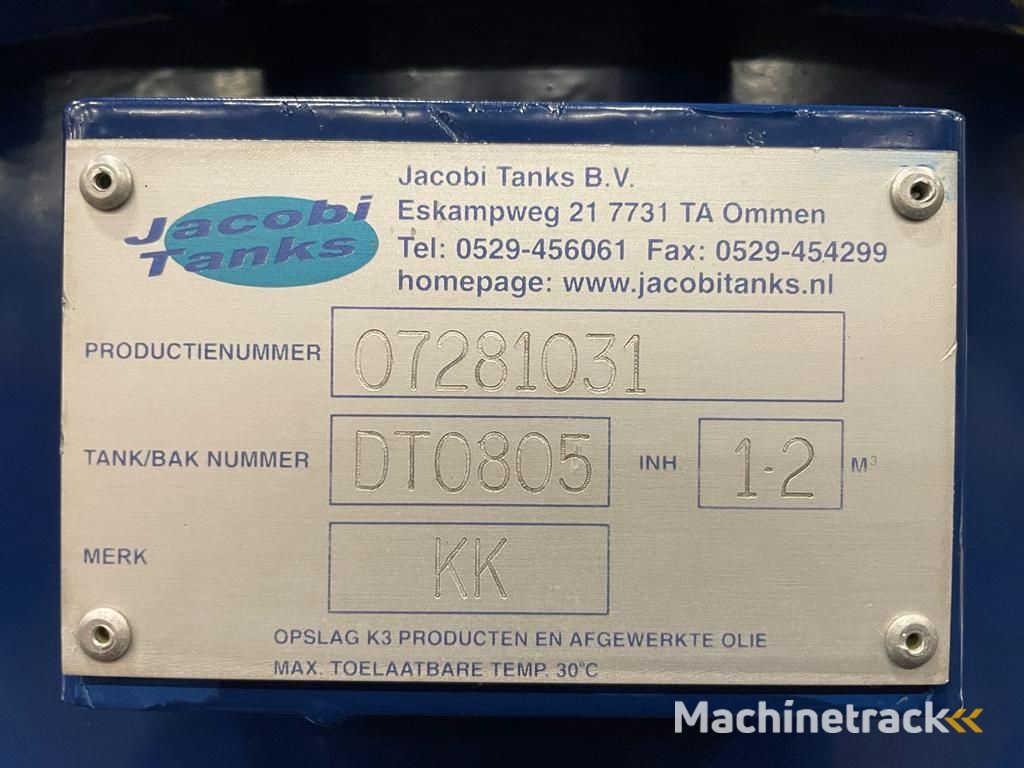 Jacobi
Tanks
Jacobi Tanks B.V.
Eskampweg 21 7731 TA Ommen
Tel: 0529-456061 Fax: 0529-454299
homepage: www.jacobitanks.nl
PRODUCTIENUMMER 07281031
TANK/BAK NUMMER DT0805 INH 1-2 M³
MERK KK
OPSLAG K3 PRODUCTEN EN AFGEWERKTE OLIE
MAX. TOELAATBARE TEMP. 30°C
Machinetrack